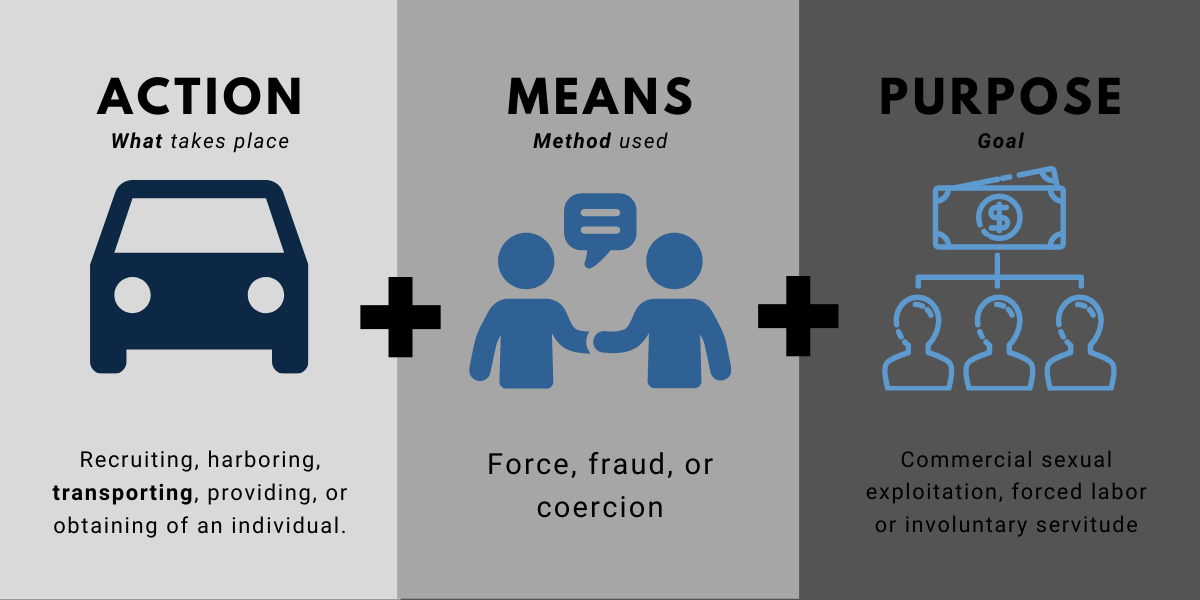 ACTION
What takes place
Recruiting, harboring,
transporting, providing, or
obtaining of an individual.
MEANS
Method used
Force, fraud, or
coercion
PURPOSE
Goal
$
Commercial sexual
exploitation, forced labor
or involuntary servitude